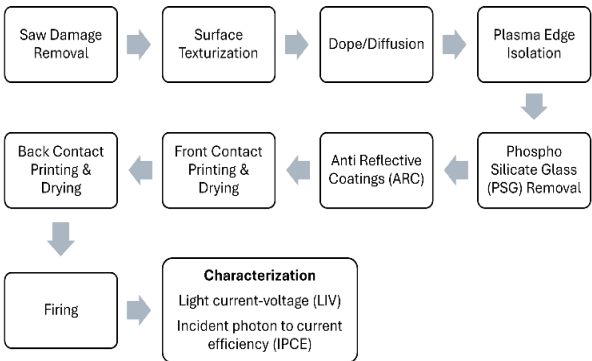 Saw Damage
Removal
Surface
Texturization
Dope/Diffusion
Plasma Edge
Isolation
Phospho
Silicate Glass
(PSG) Removal
Anti Reflective
Coatings (ARC)
Front Contact
Printing &
Drying
Back Contact
Printing &
Drying
Firing
Characterization
Light current-voltage (LIV)
Incident photon to current
efficiency (IPCE)